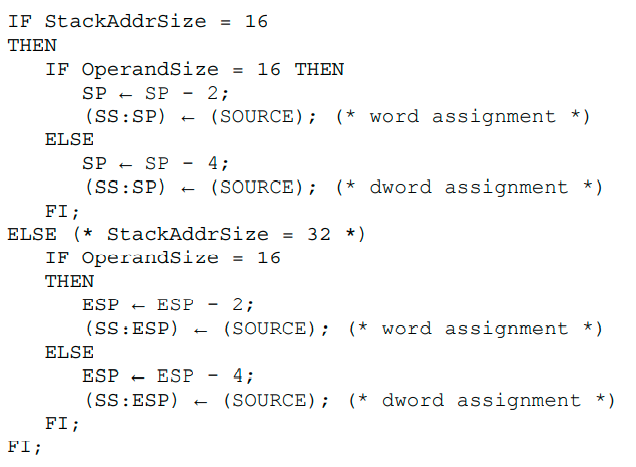 IF StackAddrSize = 16
THEN
   IF OperandSize = 16 THEN
      SP ← SP - 2;
      (SS:SP) ← (SOURCE); (* word assignment *)
   ELSE
      SP ← SP - 4;
      (SS:SP) ← (SOURCE); (* dword assignment *)
   FI;
ELSE (* StackAddrSize = 32 *)
   IF OperandSize = 16
   THEN
      ESP ← ESP - 2;
      (SS:ESP) ← (SOURCE); (* word assignment *)
   ELSE
      ESP ← ESP - 4;
      (SS:ESP) ← (SOURCE); (* dword assignment *)
   FI;
FI;